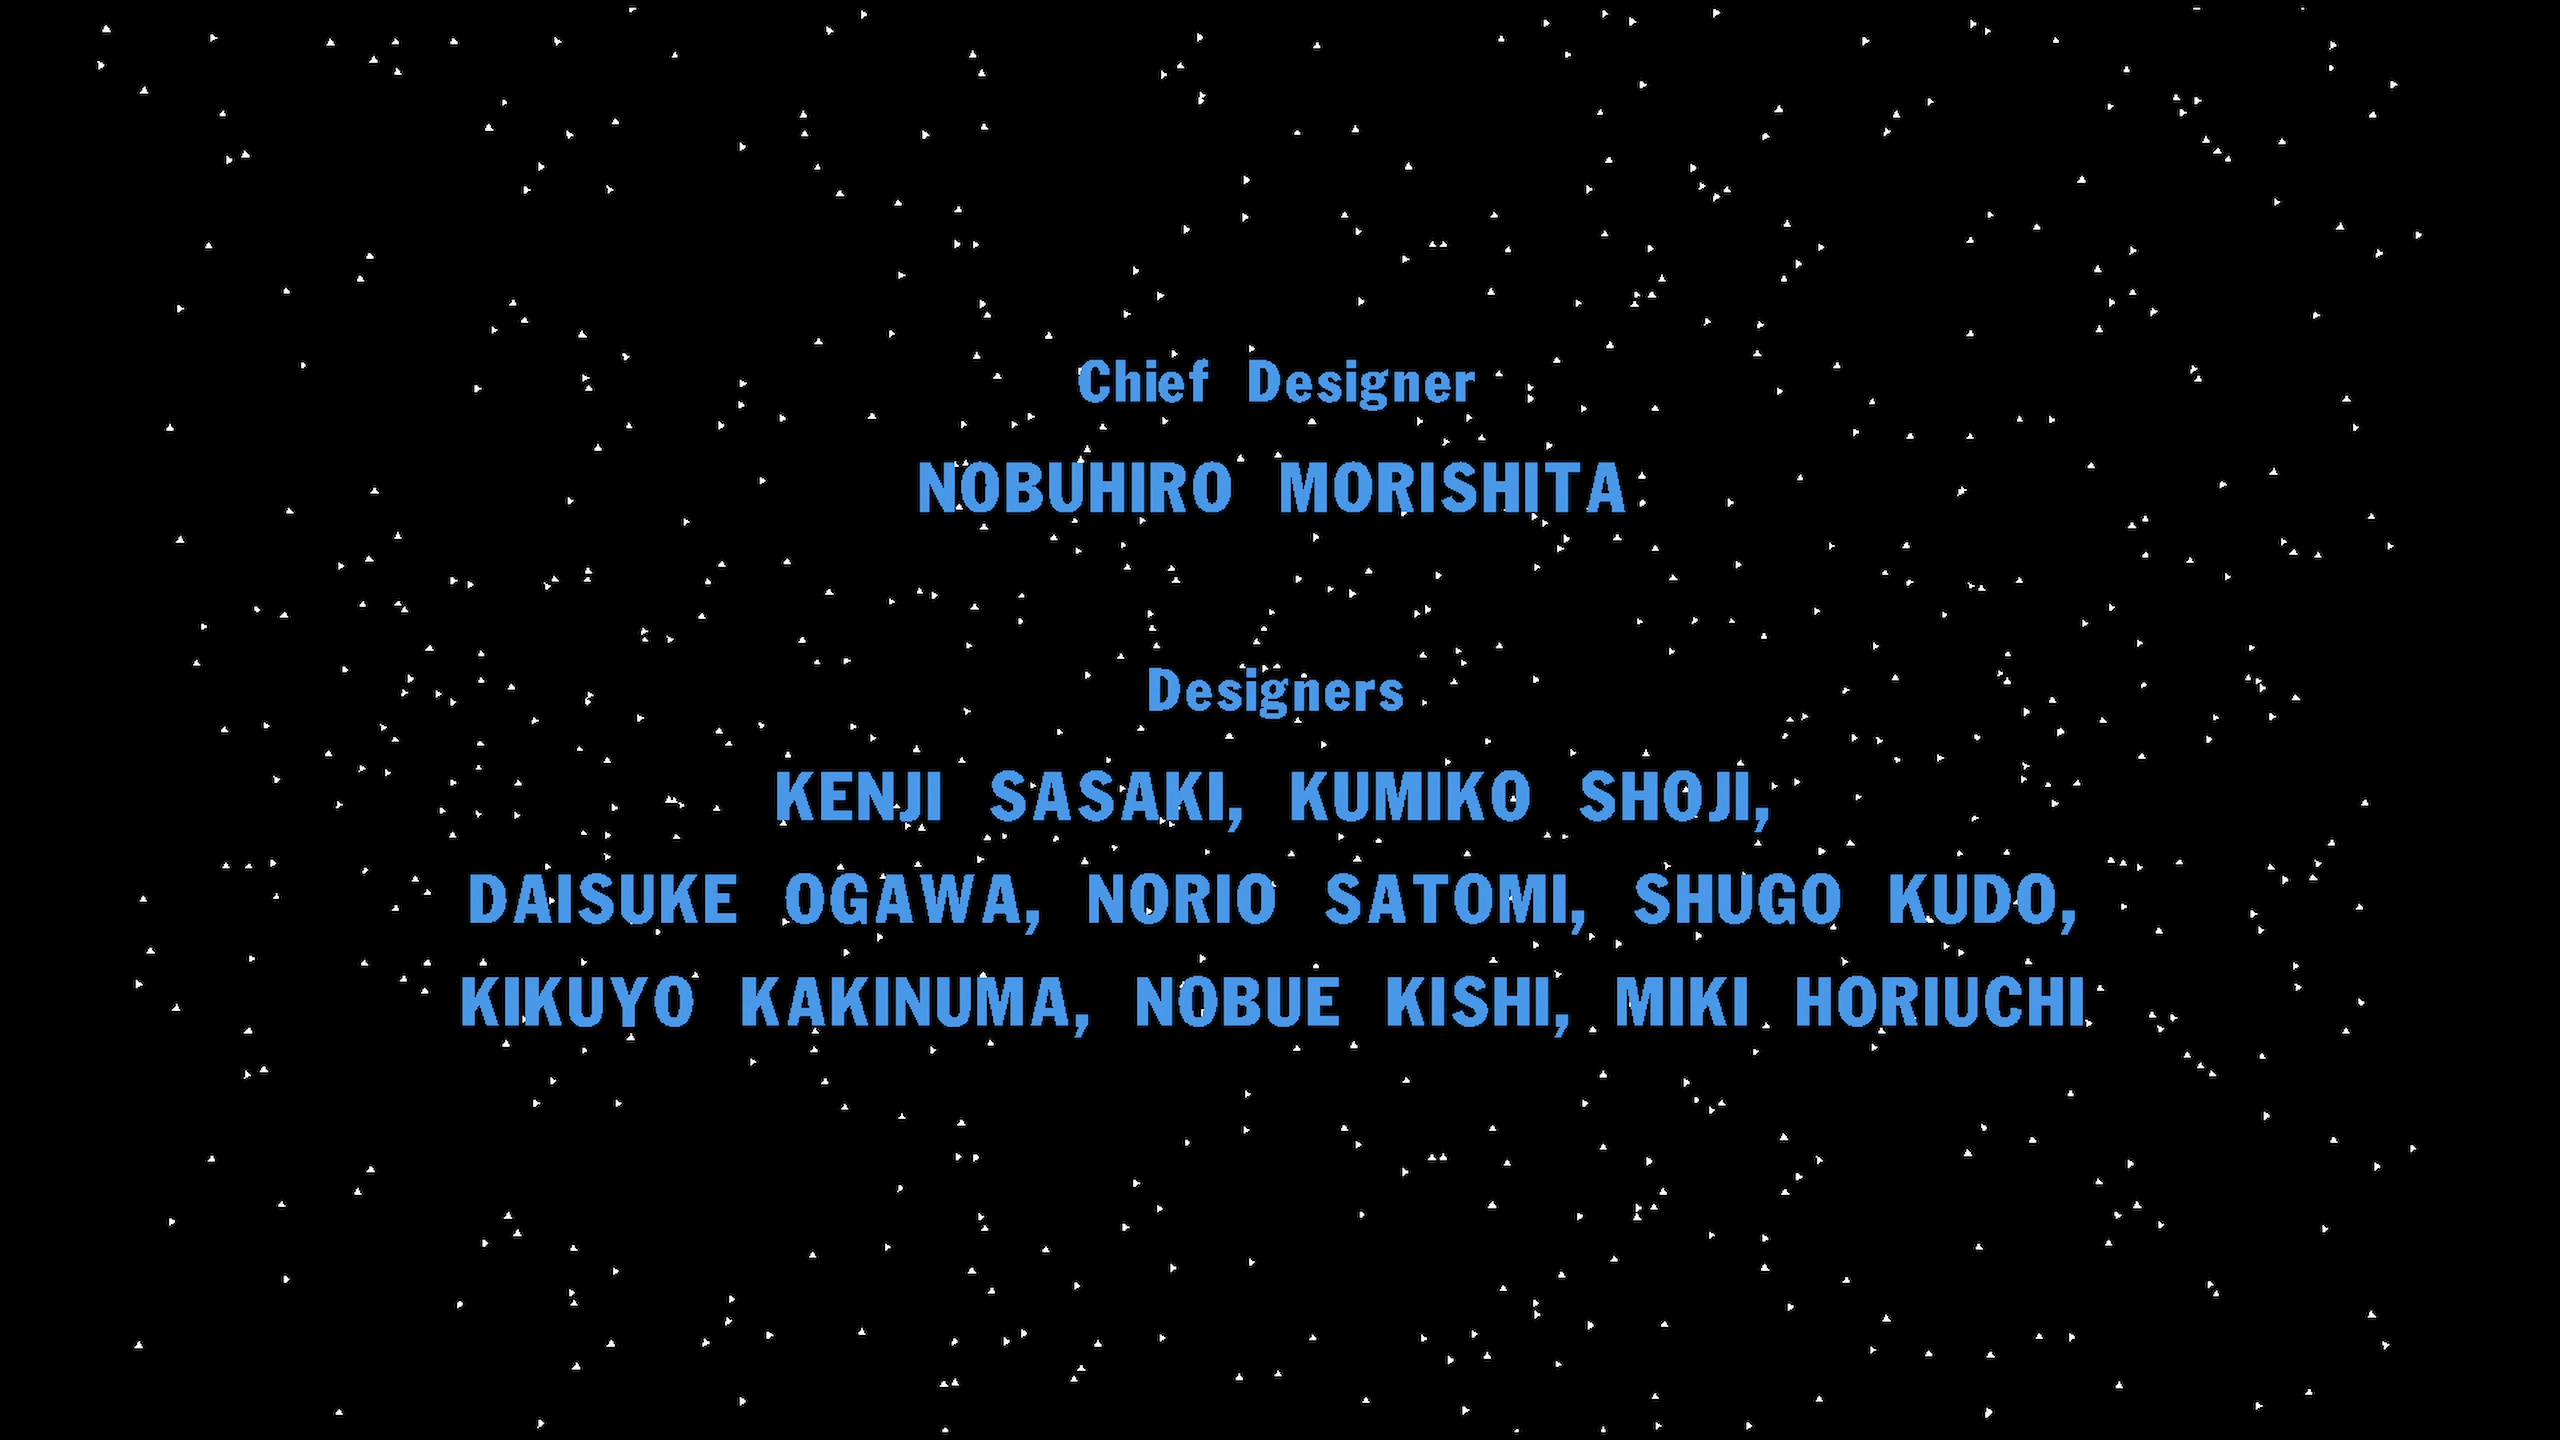 Chief Designer
NOBUHIRO MORISHITA
Designers
KENJI SASAKI, KUMIKO SHOJI,
DAISUKE OGAWA, NORIO SATOMI, SHUGO KUDO,
KIKUYO KAKINUMA, NOBUE KISHI, MIKI HORIUCHI